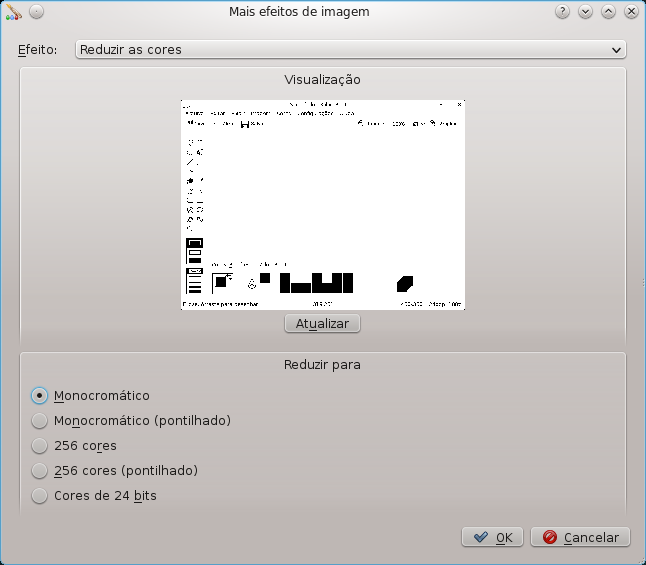 Mais efeitos de imagem
Efeito: Reduzir as cores
Visualização
Atualizar
Reduzir para
Monocromático
Monocromático (pontilhado)
256 cores
256 cores (pontilhado)
Cores de 24 bits
OK Cancelar